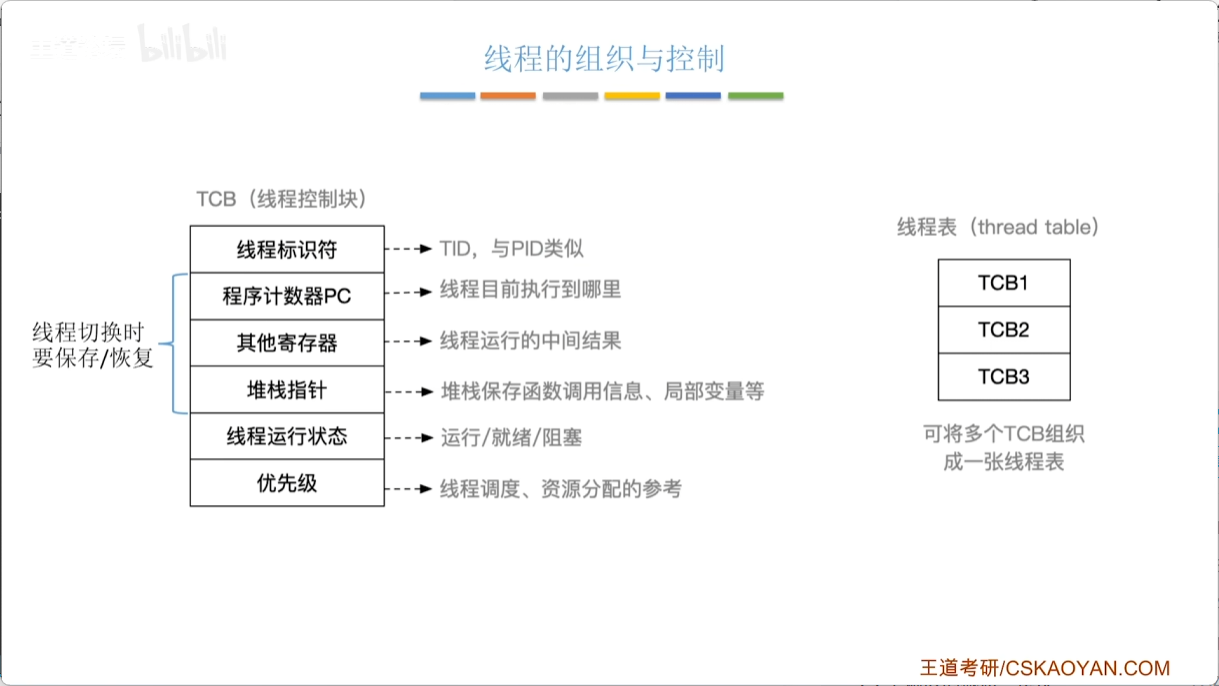 王道考研 bilibili
线程的组织与控制
TCB（线程控制块）
线程标识符
TID，与PID类似
程序计数器PC
线程目前执行到哪里
其他寄存器
线程运行的中间结果
堆栈指针
堆栈保存函数调用信息、局部变量等
线程运行状态
运行/就绪/阻塞
优先级
线程调度、资源分配的参考
线程切换时
要保存/恢复
线程表（thread table）
TCB1
TCB2
TCB3
可将多个TCB组织
成一张线程表
王道考研/CSKAOYAN.COM